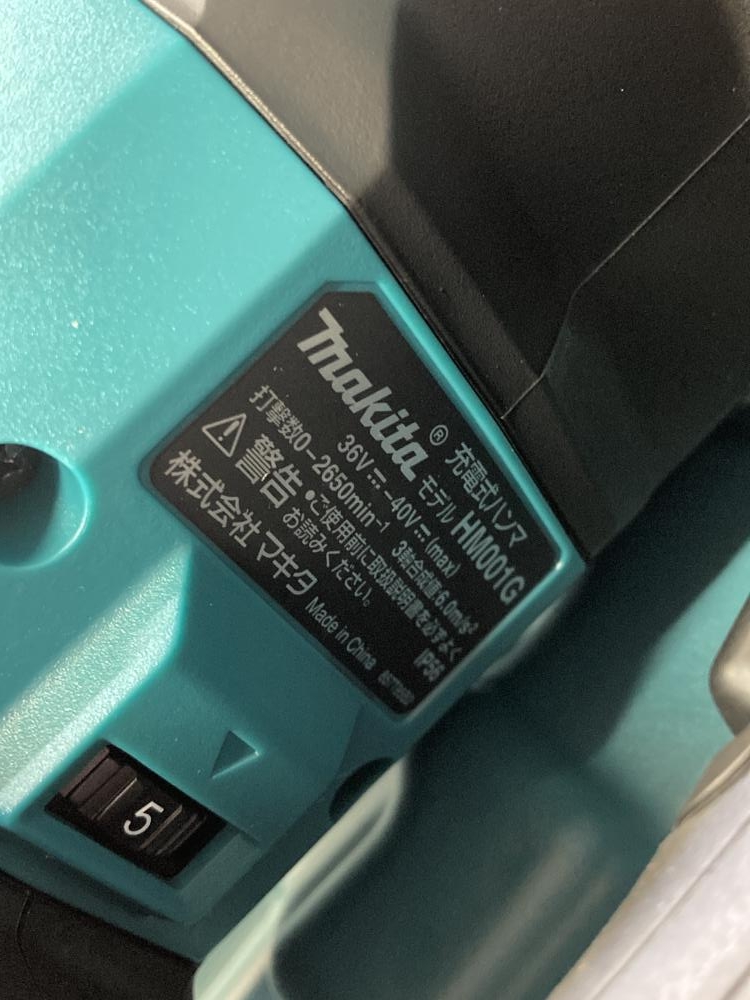 makita® 充電式ハンマ
モデル HM001G
36V⎓-40V⎓(max)
打撃数0-2650min⁻¹ 3軸合成値6.0m/s²
⚠警告 •ご使用前に取扱説明書を必ずよく
お読みください。 IP56
株式会社マキタ Made in China
5